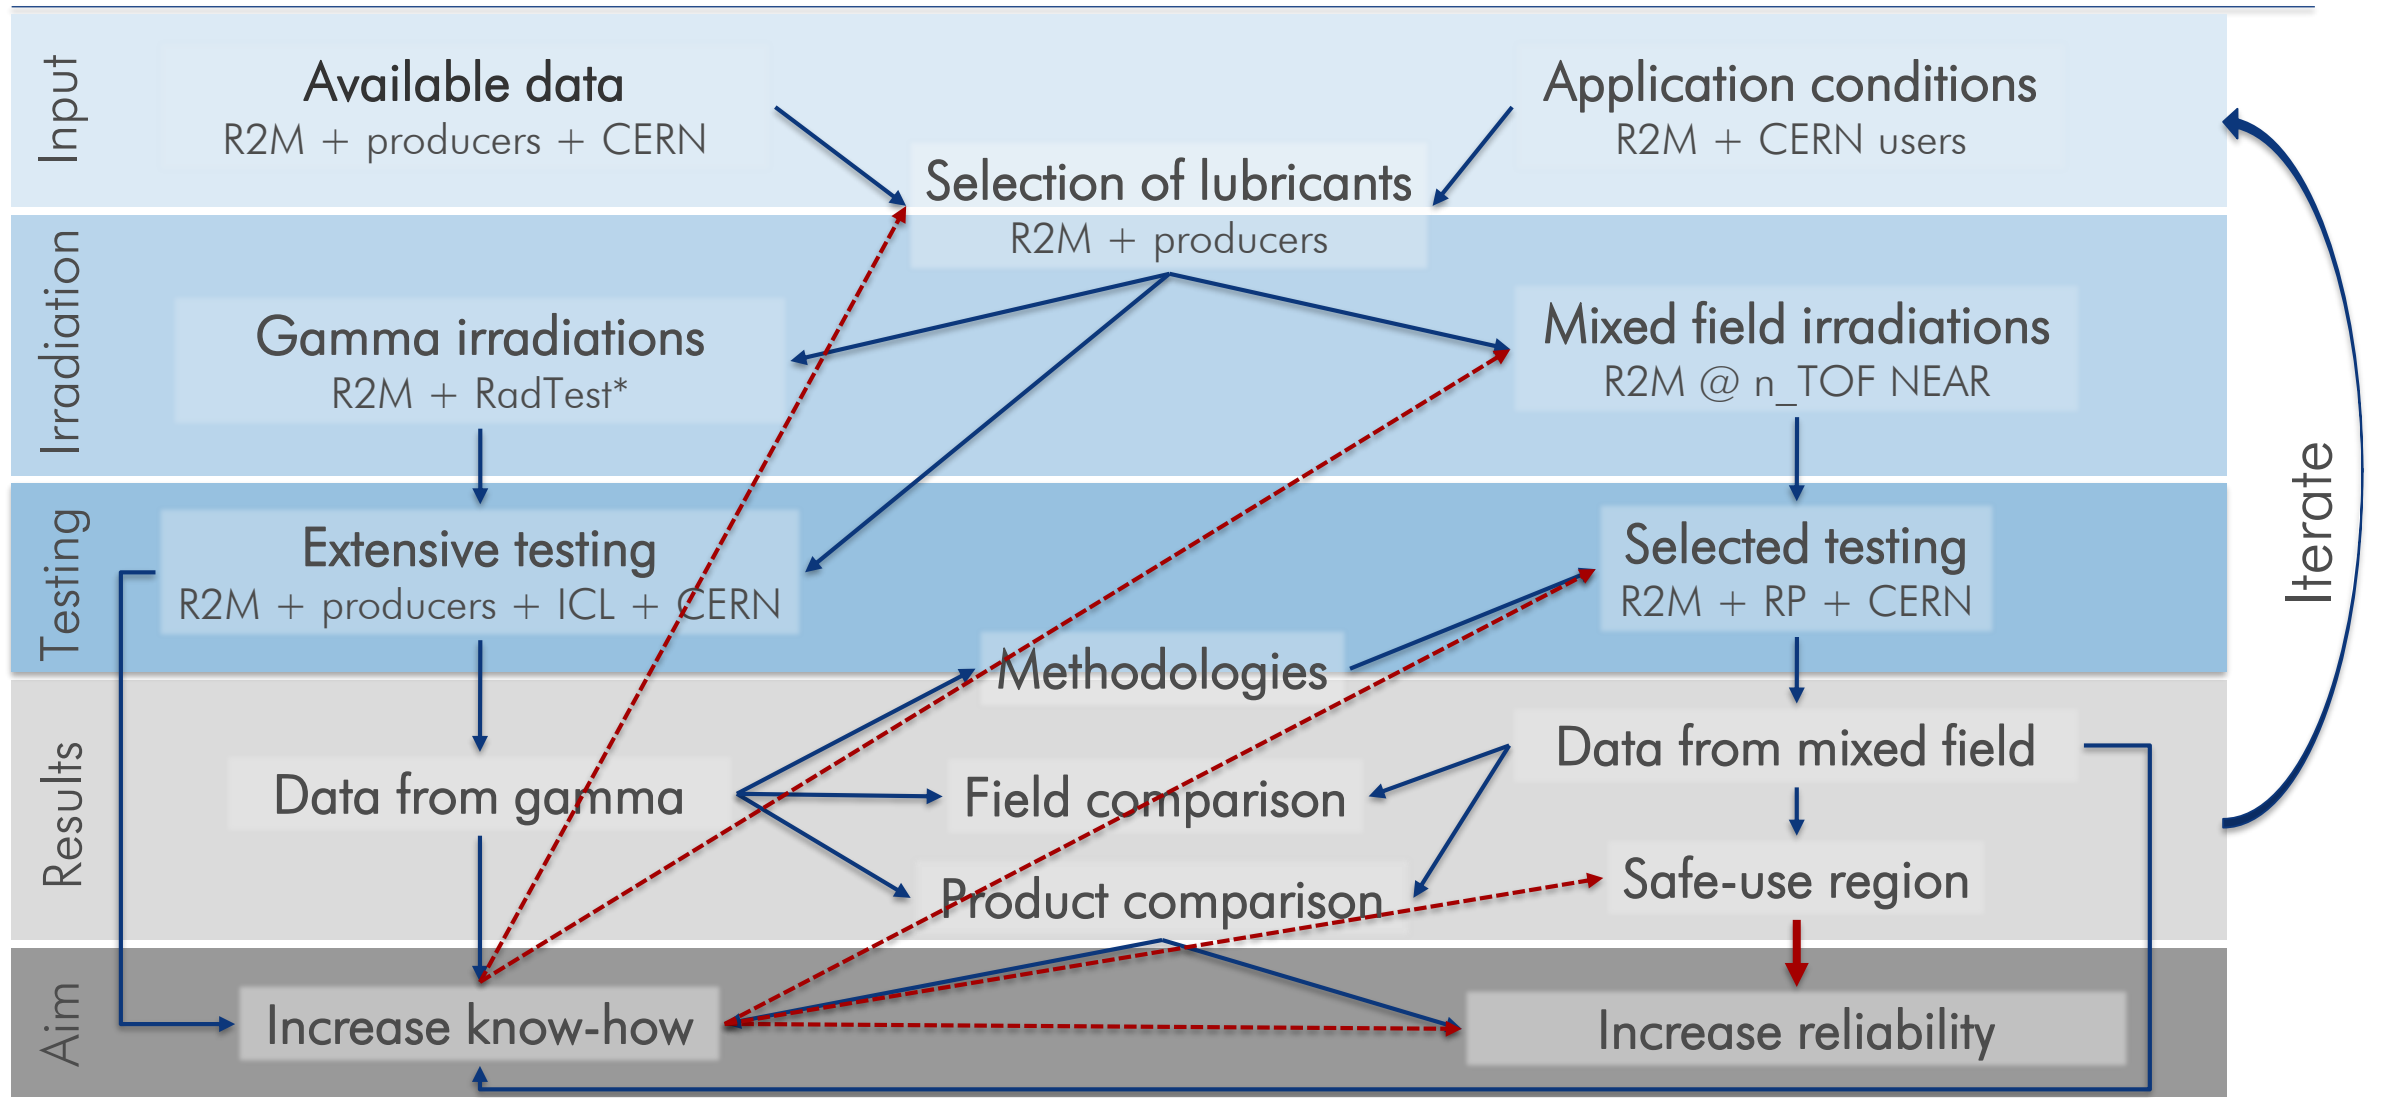 Input
Available data
R2M + producers + CERN
Application conditions
R2M + CERN users
Selection of lubricants
R2M + producers
Irradiation
Gamma irradiations
R2M + RadTest*
Mixed field irradiations
R2M @ n_TOF NEAR
Testing
Extensive testing
R2M + producers + ICL + CERN
Selected testing
R2M + RP + CERN
Methodologies
Iterate
Results
Data from gamma
Data from mixed field
Field comparison
Product comparison
Safe-use region
Aim
Increase know-how
Increase reliability